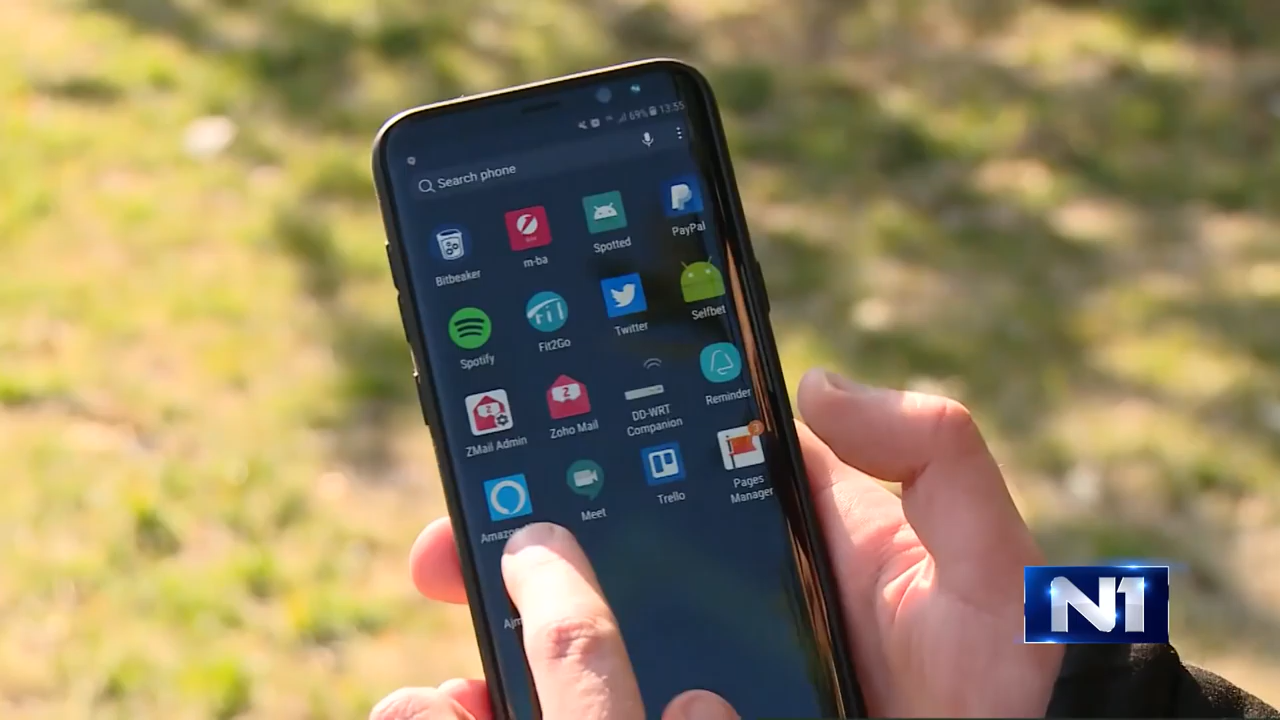 69% 13:55
Search phone
Bitbeaker
m-ba
Spotted
PayPal
Spotify
Fit2Go
Twitter
Selfbet
ZMail Admin
Zoho Mail
DD-WRT
Companion
Reminder
Amazon
Meet
Trello
Pages
Manager
N1